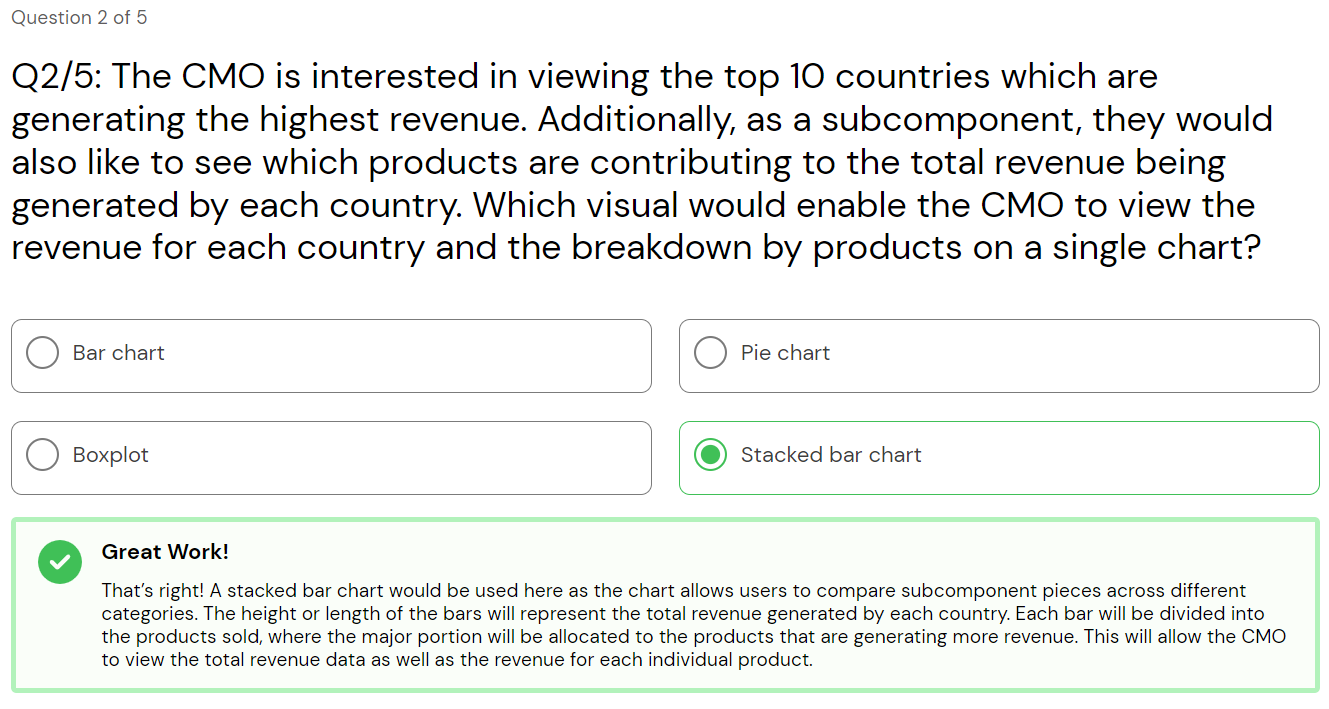 Question 2 of 5
Q2/5: The CMO is interested in viewing the top 10 countries which are
generating the highest revenue. Additionally, as a subcomponent, they would
also like to see which products are contributing to the total revenue being
generated by each country. Which visual would enable the CMO to view the
revenue for each country and the breakdown by products on a single chart?
Bar chart
Pie chart
Boxplot
Stacked bar chart
Great Work!
That’s right! A stacked bar chart would be used here as the chart allows users to compare subcomponent pieces across different
categories. The height or length of the bars will represent the total revenue generated by each country. Each bar will be divided into
the products sold, where the major portion will be allocated to the products that are generating more revenue. This will allow the CMO
to view the total revenue data as well as the revenue for each individual product.